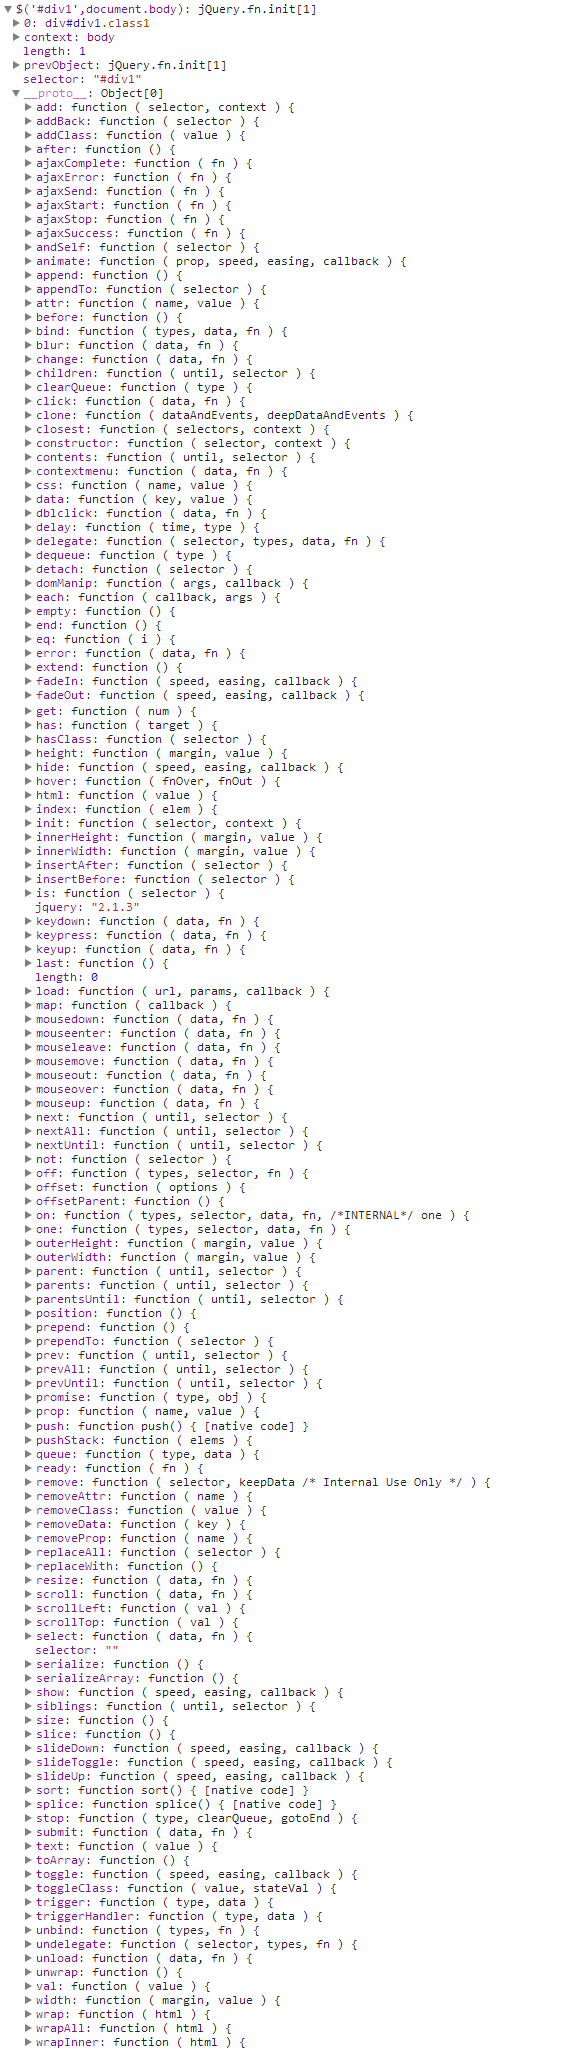 $('#div1',document.body): jQuery.fn.init[1]
0: div#div1.class1
context: body
length: 1
prevObject: jQuery.fn.init[1]
selector: "#div1"
__proto__: Object[0]
add: function ( selector, context ) {
addBack: function ( selector ) {
addClass: function ( value ) {
after: function () {
ajaxComplete: function ( fn ) {
ajaxError: function ( fn ) {
ajaxSend: function ( fn ) {
ajaxStart: function ( fn ) {
ajaxStop: function ( fn ) {
ajaxSuccess: function ( fn ) {
andSelf: function ( selector ) {
animate: function ( prop, speed, easing, callback ) {
append: function () {
appendTo: function ( selector ) {
attr: function ( name, value ) {
before: function () {
bind: function ( types, data, fn ) {
blur: function ( data, fn ) {
change: function ( data, fn ) {
children: function ( until, selector ) {
clearQueue: function ( type ) {
click: function ( data, fn ) {
clone: function ( dataAndEvents, deepDataAndEvents ) {
closest: function ( selectors, context ) {
constructor: function ( selector, context ) {
contents: function ( until, selector ) {
contextmenu: function ( data, fn ) {
css: function ( name, value ) {
data: function ( key, value ) {
dblclick: function ( data, fn ) {
delay: function ( time, type ) {
delegate: function ( selector, types, data, fn ) {
dequeue: function ( type ) {
detach: function ( selector ) {
domManip: function ( args, callback ) {
each: function ( callback, args ) {
empty: function () {
end: function () {
eq: function ( i ) {
error: function ( data, fn ) {
extend: function () {
fadeIn: function ( speed, easing, callback ) {
fadeOut: function ( speed, easing, callback ) {
get: function ( num ) {
has: function ( target ) {
hasClass: function ( selector ) {
height: function ( margin, value ) {
hide: function ( speed, easing, callback ) {
hover: function ( fnOver, fnOut ) {
html: function ( value ) {
index: function ( elem ) {
init: function ( selector, context ) {
innerHeight: function ( margin, value ) {
innerWidth: function ( margin, value ) {
insertAfter: function ( selector ) {
insertBefore: function ( selector ) {
is: function ( selector ) {
jquery: "2.1.3"
keydown: function ( data, fn ) {
keypress: function ( data, fn ) {
keyup: function ( data, fn ) {
last: function () {
length: 0
load: function ( url, params, callback ) {
map: function ( callback ) {
mousedown: function ( data, fn ) {
mouseenter: function ( data, fn ) {
mouseleave: function ( data, fn ) {
mousemove: function ( data, fn ) {
mouseout: function ( data, fn ) {
mouseover: function ( data, fn ) {
mouseup: function ( data, fn ) {
next: function ( until, selector ) {
nextAll: function ( until, selector ) {
nextUntil: function ( until, selector ) {
not: function ( selector ) {
off: function ( types, selector, fn ) {
offset: function ( options ) {
offsetParent: function () {
on: function ( types, selector, data, fn, /*INTERNAL*/ one ) {
one: function ( types, selector, data, fn ) {
outerHeight: function ( margin, value ) {
outerWidth: function ( margin, value ) {
parent: function ( until, selector ) {
parents: function ( until, selector ) {
parentsUntil: function ( until, selector ) {
position: function () {
prepend: function () {
prependTo: function ( selector ) {
prev: function ( until, selector ) {
prevAll: function ( until, selector ) {
prevUntil: function ( until, selector ) {
promise: function ( type, obj ) {
prop: function ( name, value ) {
push: function push() { [native code] }
pushStack: function ( elems ) {
queue: function ( type, data ) {
ready: function ( fn ) {
remove: function ( selector, keepData /* Internal Use Only */ ) {
removeAttr: function ( name ) {
removeClass: function ( value ) {
removeData: function ( key ) {
removeProp: function ( name ) {
replaceAll: function ( selector ) {
replaceWith: function () {
resize: function ( data, fn ) {
scroll: function ( data, fn ) {
scrollLeft: function ( val ) {
scrollTop: function ( val ) {
select: function ( data, fn ) {
selector: ""
serialize: function () {
serializeArray: function () {
show: function ( speed, easing, callback ) {
siblings: function ( until, selector ) {
size: function () {
slice: function () {
slideDown: function ( speed, easing, callback ) {
slideToggle: function ( speed, easing, callback ) {
slideUp: function ( speed, easing, callback ) {
sort: function sort() { [native code] }
splice: function splice() { [native code] }
stop: function ( type, clearQueue, gotoEnd ) {
submit: function ( data, fn ) {
text: function ( value ) {
toArray: function () {
toggle: function ( speed, easing, callback ) {
toggleClass: function ( value, stateVal ) {
trigger: function ( type, data ) {
triggerHandler: function ( type, data ) {
unbind: function ( types, fn ) {
undelegate: function ( selector, types, fn ) {
unload: function ( data, fn ) {
unwrap: function () {
val: function ( value ) {
width: function ( margin, value ) {
wrap: function ( html ) {
wrapAll: function ( html ) {
wrapInner: function ( html ) {